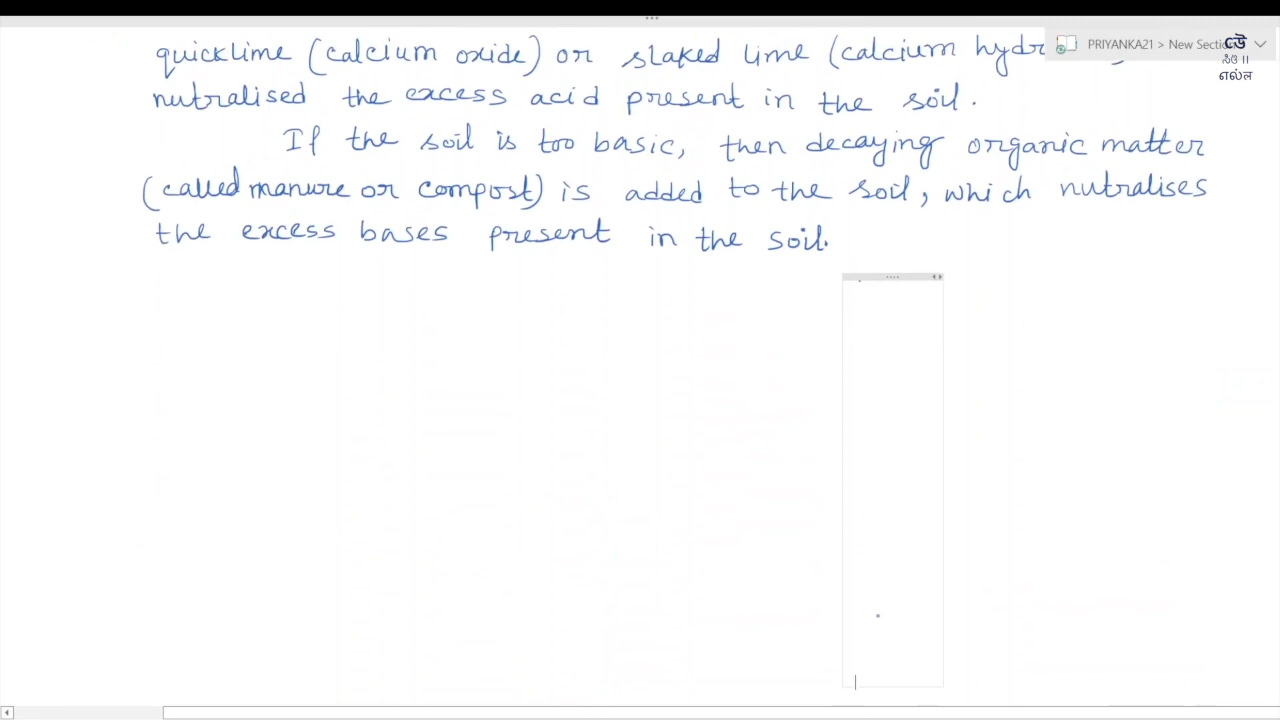 quicklime (calcium oxide) or slaked lime (calcium
PRIYANKA21 > New Section
nutralised the excess acid present in the soil.
எல்ல
If the soil is too basic, then decaying organic matter
(called manure or compost) is added to the soil, which nutralises
the excess bases present in the soil.